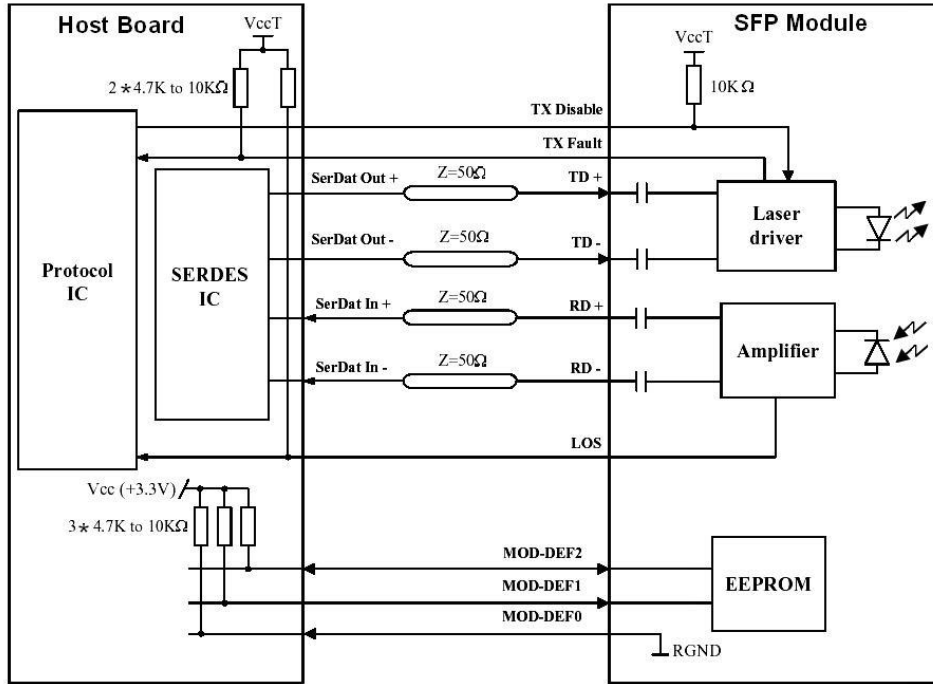 Host Board
SFP Module
VccT
VccT
2*4.7K to 10KΩ
10KΩ
TX Disable
TX Fault
SerDat Out +
Z=50Ω
TD +
SerDat Out -
Z=50Ω
TD -
Laser
driver
Protocol
IC
SERDES
IC
SerDat In +
Z=50Ω
RD +
SerDat In -
Z=50Ω
RD -
Amplifier
LOS
Vcc (+3.3V)
3*4.7K to 10KΩ
MOD-DEF2
MOD-DEF1
MOD-DEF0
EEPROM
RGND